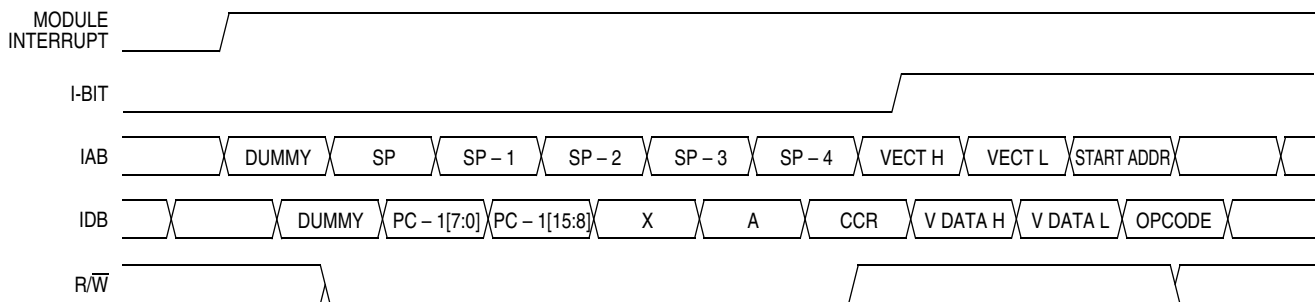 MODULE
INTERRUPT
I-BIT
IAB DUMMY SP SP – 1 SP – 2 SP – 3 SP – 4 VECT H VECT L START ADDR
IDB DUMMY PC – 1[7:0] PC – 1[15:8] X A CCR V DATA H V DATA L OPCODE
R/W̅